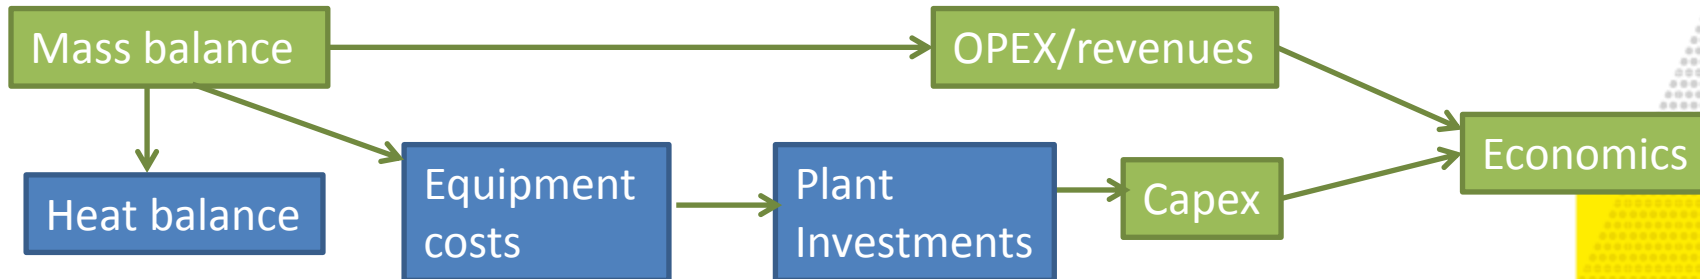 Mass balance
OPEX/revenues
Economics
Heat balance
Equipment
costs
Plant
Investments
Capex